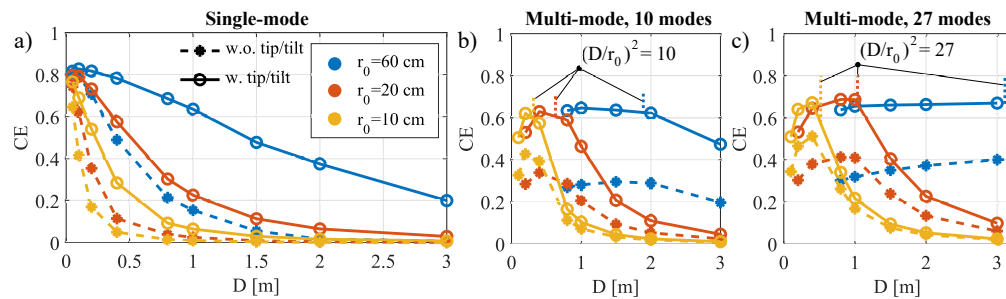 Single-mode
Multi-mode, 10 modes
Multi-mode, 27 modes
a)
b)
c)
w.o. tip/tilt
w. tip/tilt
r0=60 cm
r0=20 cm
r0=10 cm
(D/r0)2 = 10
(D/r0)2 = 27
CE
1
0.8
0.6
0.4
0.2
0
0 0.5 1 1.5 2 2.5 3
D [m]
CE
1
0.8
0.6
0.4
0.2
0
0 1 2 3
D [m]
CE
1
0.8
0.6
0.4
0.2
0
0 1 2 3
D [m]